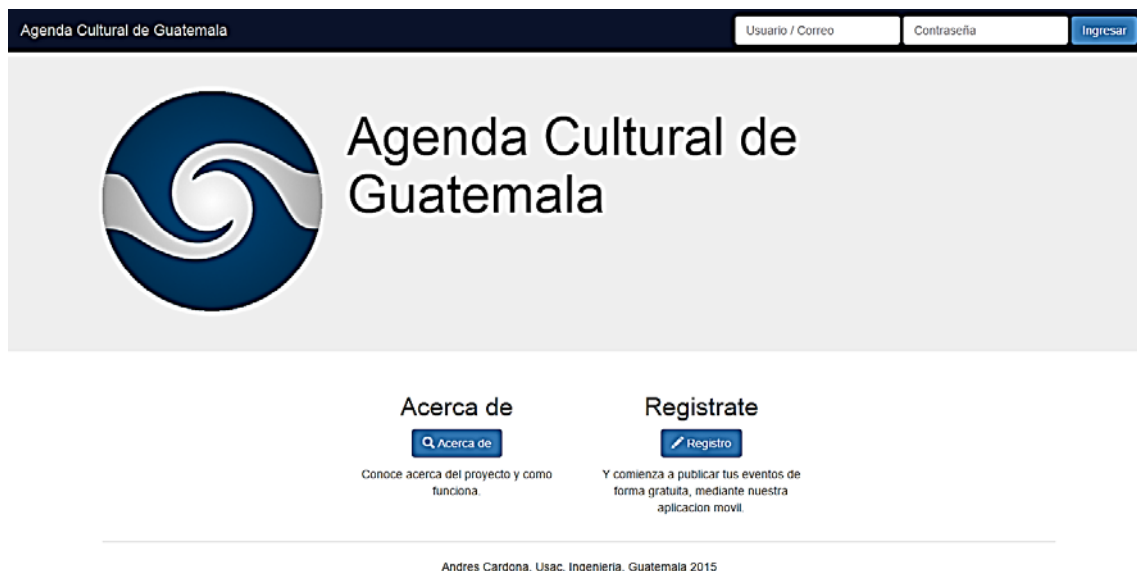 Agenda Cultural de Guatemala
Usuario / Correo
Contraseña
Ingresar
Agenda Cultural de
Guatemala
Acerca de
Acerca de
Conoce acerca del proyecto y como
funciona.
Registrate
Registro
Y comienza a publicar tus eventos de
forma gratuita, mediante nuestra
aplicacion movil.
Andres Cardona, Usac, Ingenieria, Guatemala 2015